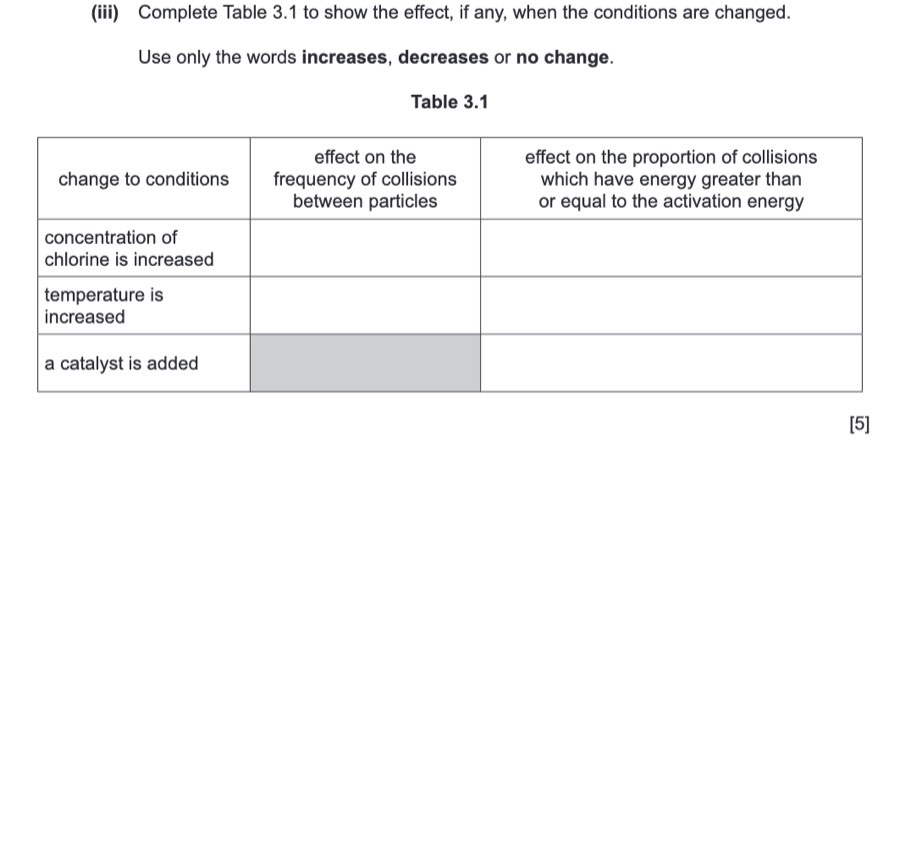 (iii) Complete Table 3.1 to show the effect, if any, when the conditions are changed.
Use only the words increases, decreases or no change.
Table 3.1
change to conditions
effect on the
frequency of collisions
between particles
effect on the proportion of collisions
which have energy greater than
or equal to the activation energy
concentration of
chlorine is increased
temperature is
increased
a catalyst is added
[5]